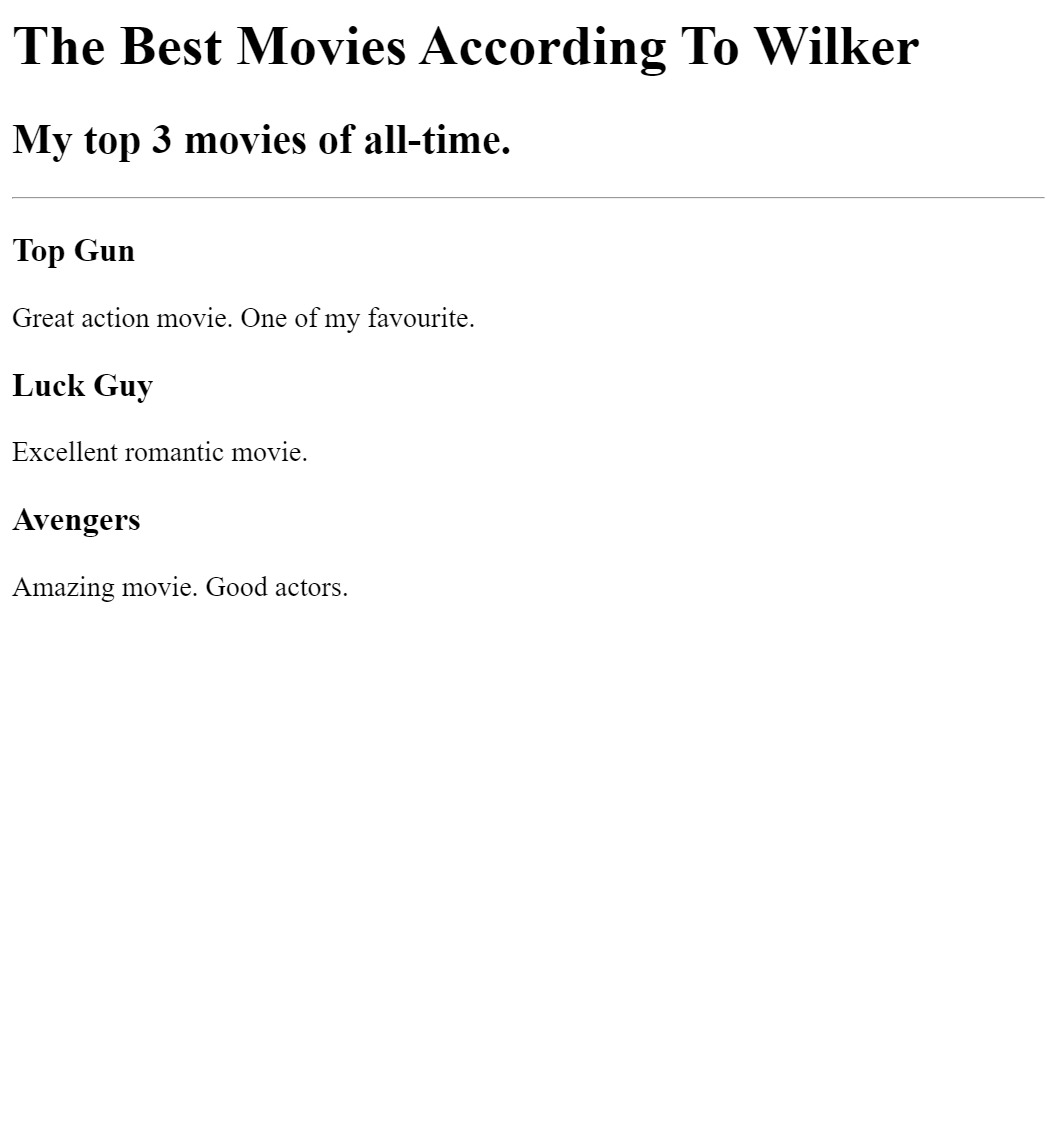 The Best Movies According To Wilker
My top 3 movies of all-time.
Top Gun
Great action movie. One of my favourite.
Luck Guy
Excellent romantic movie.
Avengers
Amazing movie. Good actors.